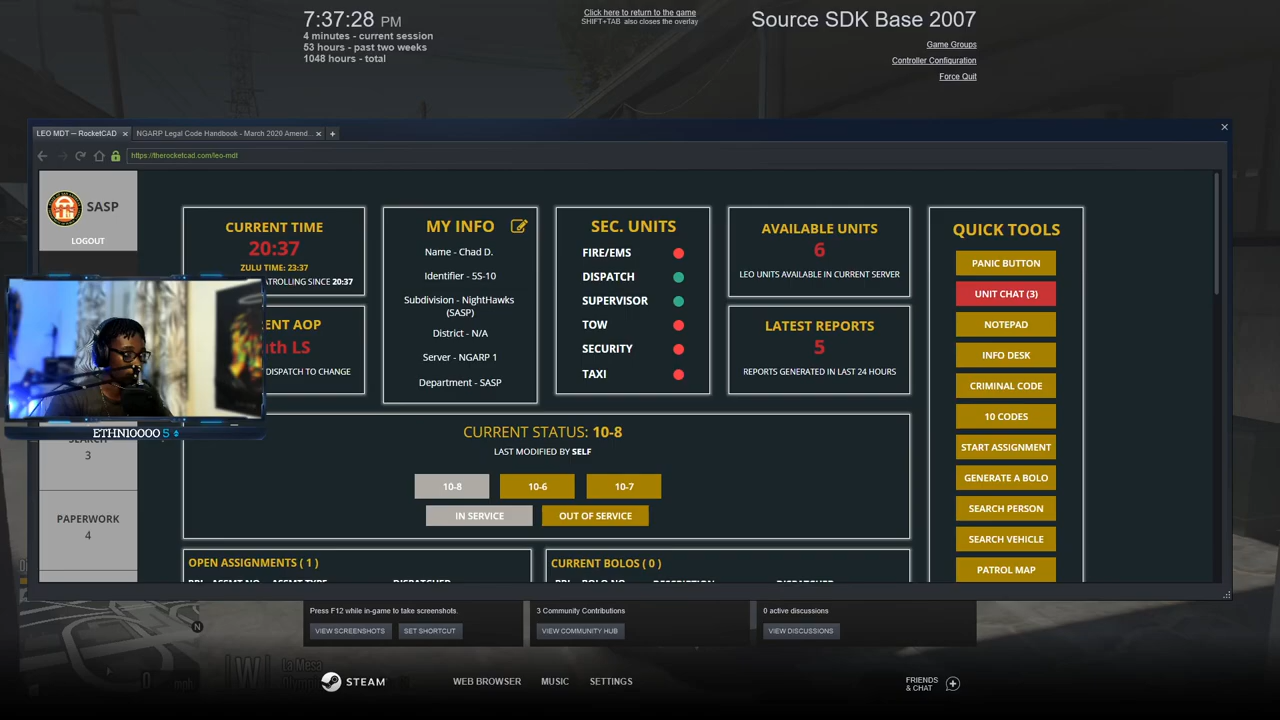 7:37:28 PM
4 minutes - current session
53 hours - past two weeks
1048 hours - total
Click here to return to the game
SHIFT+TAB also closes the overlay
Source SDK Base 2007
Game Groups
Controller Configuration
Force Quit
LEO MDT — RocketCAD
NGARP Legal Code Handbook - March 2020 Amend...
https://therocketcad.com/leo-mdt
SASP
LOGOUT
CURRENT TIME
20:37
ZULU TIME: 23:37
ATROLLING SINCE 20:37
ENT AOP
uth LS
DISPATCH TO CHANGE
MY INFO
Name - Chad D.
Identifier - 5S-10
Subdivision - NightHawks
(SASP)
District - N/A
Server - NGARP 1
Department - SASP
SEC. UNITS
FIRE/EMS
DISPATCH
SUPERVISOR
TOW
SECURITY
TAXI
AVAILABLE UNITS
6
LEO UNITS AVAILABLE IN CURRENT SERVER
LATEST REPORTS
5
REPORTS GENERATED IN LAST 24 HOURS
QUICK TOOLS
PANIC BUTTON
UNIT CHAT (3)
NOTEPAD
INFO DESK
CRIMINAL CODE
10 CODES
START ASSIGNMENT
GENERATE A BOLO
SEARCH PERSON
SEARCH VEHICLE
PATROL MAP
ETHNI0000 5
SEARCH
3
PAPERWORK
4
CURRENT STATUS: 10-8
LAST MODIFIED BY SELF
10-8
10-6
10-7
IN SERVICE
OUT OF SERVICE
OPEN ASSIGNMENTS ( 1 )
CURRENT BOLOS ( 0 )
Press F12 while in-game to take screenshots.
VIEW SCREENSHOTS
SET SHORTCUT
3 Community Contributions
VIEW COMMUNITY HUB
0 active discussions
VIEW DISCUSSIONS
N
W
La Mesa
0
STEAM
WEB BROWSER
MUSIC
SETTINGS
FRIENDS
& CHAT